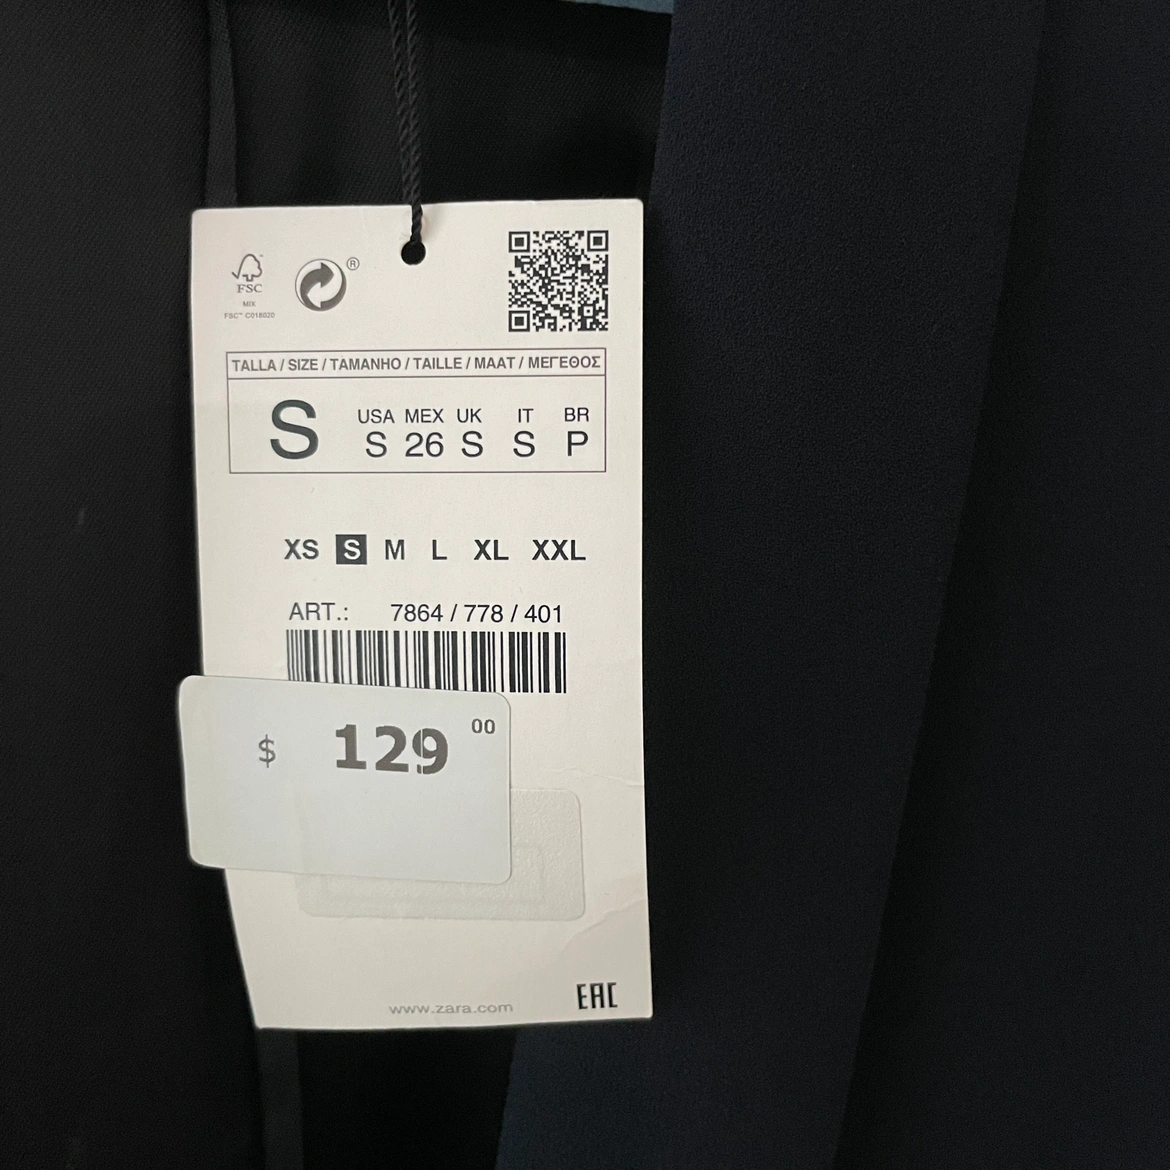 FSC
MIX
FSC™ C018020
®
TALLA / SIZE / TAMANHO / TAILLE / MAAT / ΜΕΓΕΘΟΣ
S
USA MEX UK IT BR
S 26 S S P
XS S M L XL XXL
ART.: 7864 / 778 / 401
$ 129 00
www.zara.com
EAC